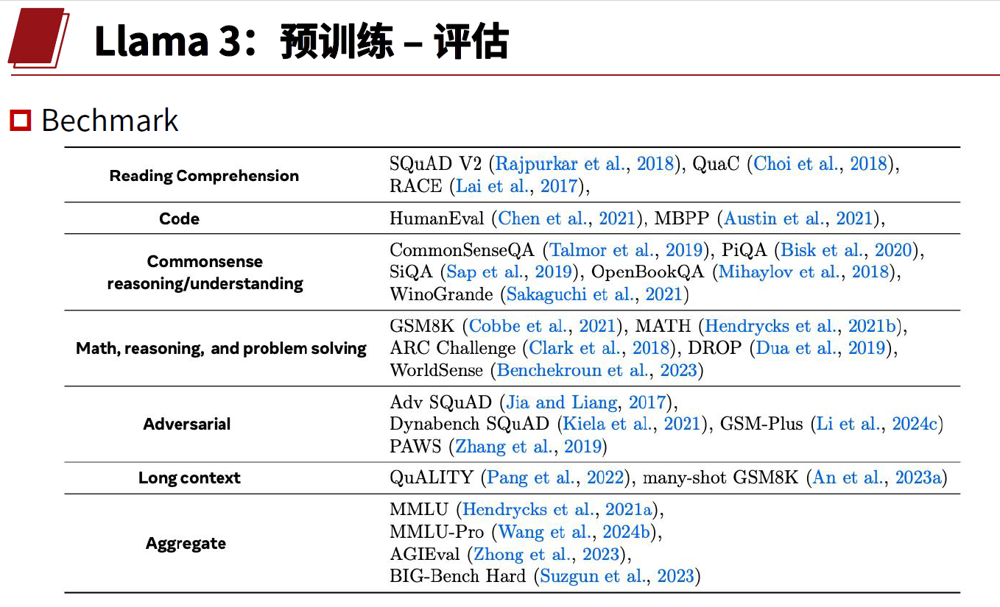 Llama 3：预训练 – 评估
Bechmark
Reading Comprehension
SQuAD V2 (Rajpurkar et al., 2018), QuaC (Choi et al., 2018),
RACE (Lai et al., 2017),
Code
HumanEval (Chen et al., 2021), MBPP (Austin et al., 2021),
Commonsense
reasoning/understanding
CommonSenseQA (Talmor et al., 2019), PiQA (Bisk et al., 2020),
SiQA (Sap et al., 2019), OpenBookQA (Mihaylov et al., 2018),
WinoGrande (Sakaguchi et al., 2021)
Math, reasoning, and problem solving
GSM8K (Cobbe et al., 2021), MATH (Hendrycks et al., 2021b),
ARC Challenge (Clark et al., 2018), DROP (Dua et al., 2019),
WorldSense (Benchekroun et al., 2023)
Adversarial
Adv SQuAD (Jia and Liang, 2017),
Dynabench SQuAD (Kiela et al., 2021), GSM-Plus (Li et al., 2024c)
PAWS (Zhang et al., 2019)
Long context
QuALITY (Pang et al., 2022), many-shot GSM8K (An et al., 2023a)
Aggregate
MMLU (Hendrycks et al., 2021a),
MMLU-Pro (Wang et al., 2024b),
AGIEval (Zhong et al., 2023),
BIG-Bench Hard (Suzgun et al., 2023)